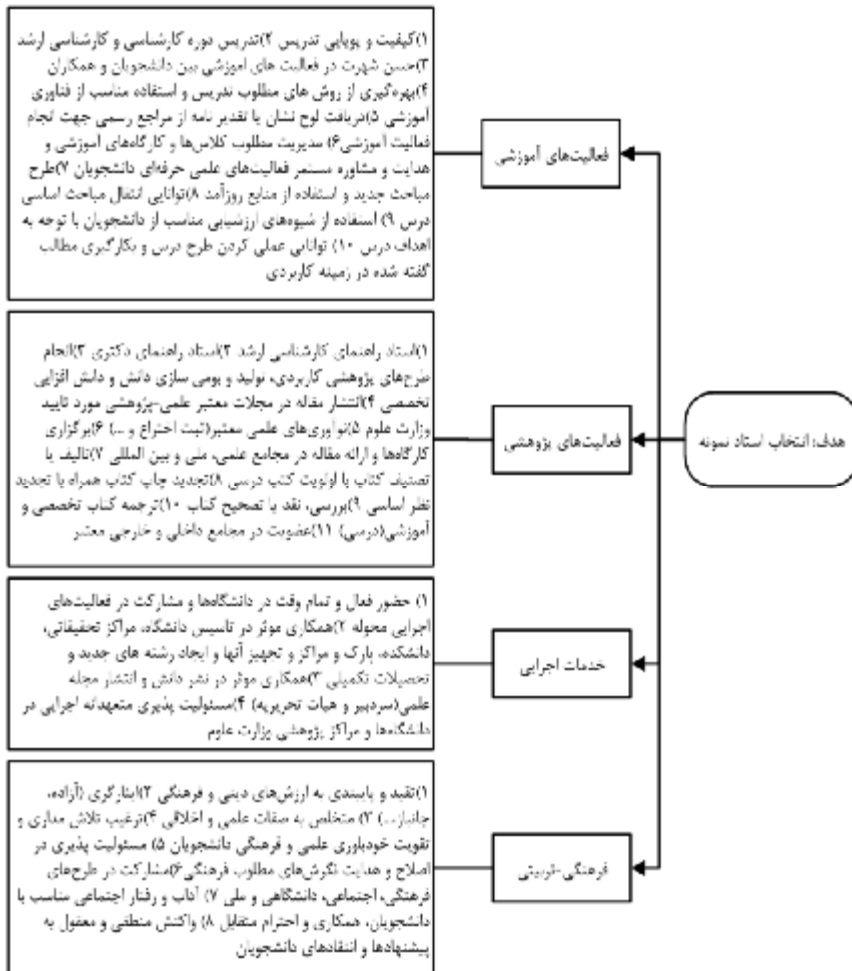 هدف: انتخاب استاد نمونه
فعالیت‌های آموزشی
۱)کیفیت و پویایی تدریس ۲)تدریس دوره کارشناسی و کارشناسی ارشد
۳)حسن شهرت در فعالیت های آموزشی بین دانشجویان و همکاران
۴)بهره‌گیری از روش های مطلوب تدریس و استفاده مناسب از فناوری
آموزشی ۵)دریافت لوح نشان یا تقدیر نامه از مراجع رسمی جهت انجام
فعالیت آموزشی۶) مدیریت مطلوب کلاس‌ها و کارگاه‌های آموزشی و
هدایت و مشاوره مستمر فعالیت‌های علمی حرفه‌ای دانشجویان ۷)طرح
مباحث جدید و استفاده از منابع روزآمد ۸)توانایی انتقال مباحث اساسی
درس ۹) استفاده از شیوه‌های ارزشیابی مناسب از دانشجویان با توجه به
اهداف درس ۱۰) توانایی عملی کردن طرح درس و بکارگیری مطالب
گفته شده در زمینه کاربردی
فعالیت‌های پژوهشی
۱)استاد راهنمای کارشناسی ارشد ۲)استاد راهنمای دکتری ۳)انجام
طرح‌های پژوهشی کاربردی، تولید و بومی سازی دانش و دانش افزایی
تخصصی ۴)انتشار مقاله در مجلات معتبر علمی-پژوهشی مورد تایید
وزارت علوم ۵)نوآوری‌های علمی معتبر(ثبت اختراع و ...) ۶)برگزاری
کارگاه‌ها و ارائه مقاله در مجامع علمی، ملی و بین المللی ۷)تالیف یا
تصنیف کتاب با اولویت کتب درسی ۸)تجدید چاپ کتاب همراه با تجدید
نظر اساسی ۹)بررسی، نقد یا تصحیح کتاب ۱۰)ترجمه کتاب تخصصی و
آموزشی(درسی) ۱۱)عضویت در مجامع داخلی و خارجی معتبر
خدمات اجرایی
۱) حضور فعال و تمام وقت در دانشگاه‌ها و مشارکت در فعالیت‌های
اجرایی محوله ۲)همکاری موثر در تاسیس دانشگاه، مراکز تحقیقاتی،
دانشکده، پارک و مراکز و تجهیز آنها و ایجاد رشته های جدید و
تحصیلات تکمیلی ۳)همکاری موثر در نشر دانش و انتشار مجله
علمی(سردبیر و هیات تحریریه) ۴)مسئولیت پذیری متعهدانه اجرایی در
دانشگاه‌ها و مراکز پژوهشی وزارت علوم
فرهنگی-تربیتی
۱)تقید و پایبندی به ارزش‌های دینی و فرهنگی ۲)ایثارگری (آزاده،
جانباز...) ۳) متخلص به صفات علمی و اخلاقی ۴)ترغیب تلاش مداری و
تقویت خودباوری علمی و فرهنگی دانشجویان ۵) مسئولیت پذیری در
اصلاح و هدایت نگرش‌های مطلوب فرهنگی۶)مشارکت در طرح‌های
فرهنگی، اجتماعی، دانشگاهی و ملی ۷) آداب و رفتار اجتماعی مناسب با
دانشجویان، همکاری و احترام متقابل ۸) واکنش منطقی و معقول به
پیشنهادها و انتقادهای دانشجویان